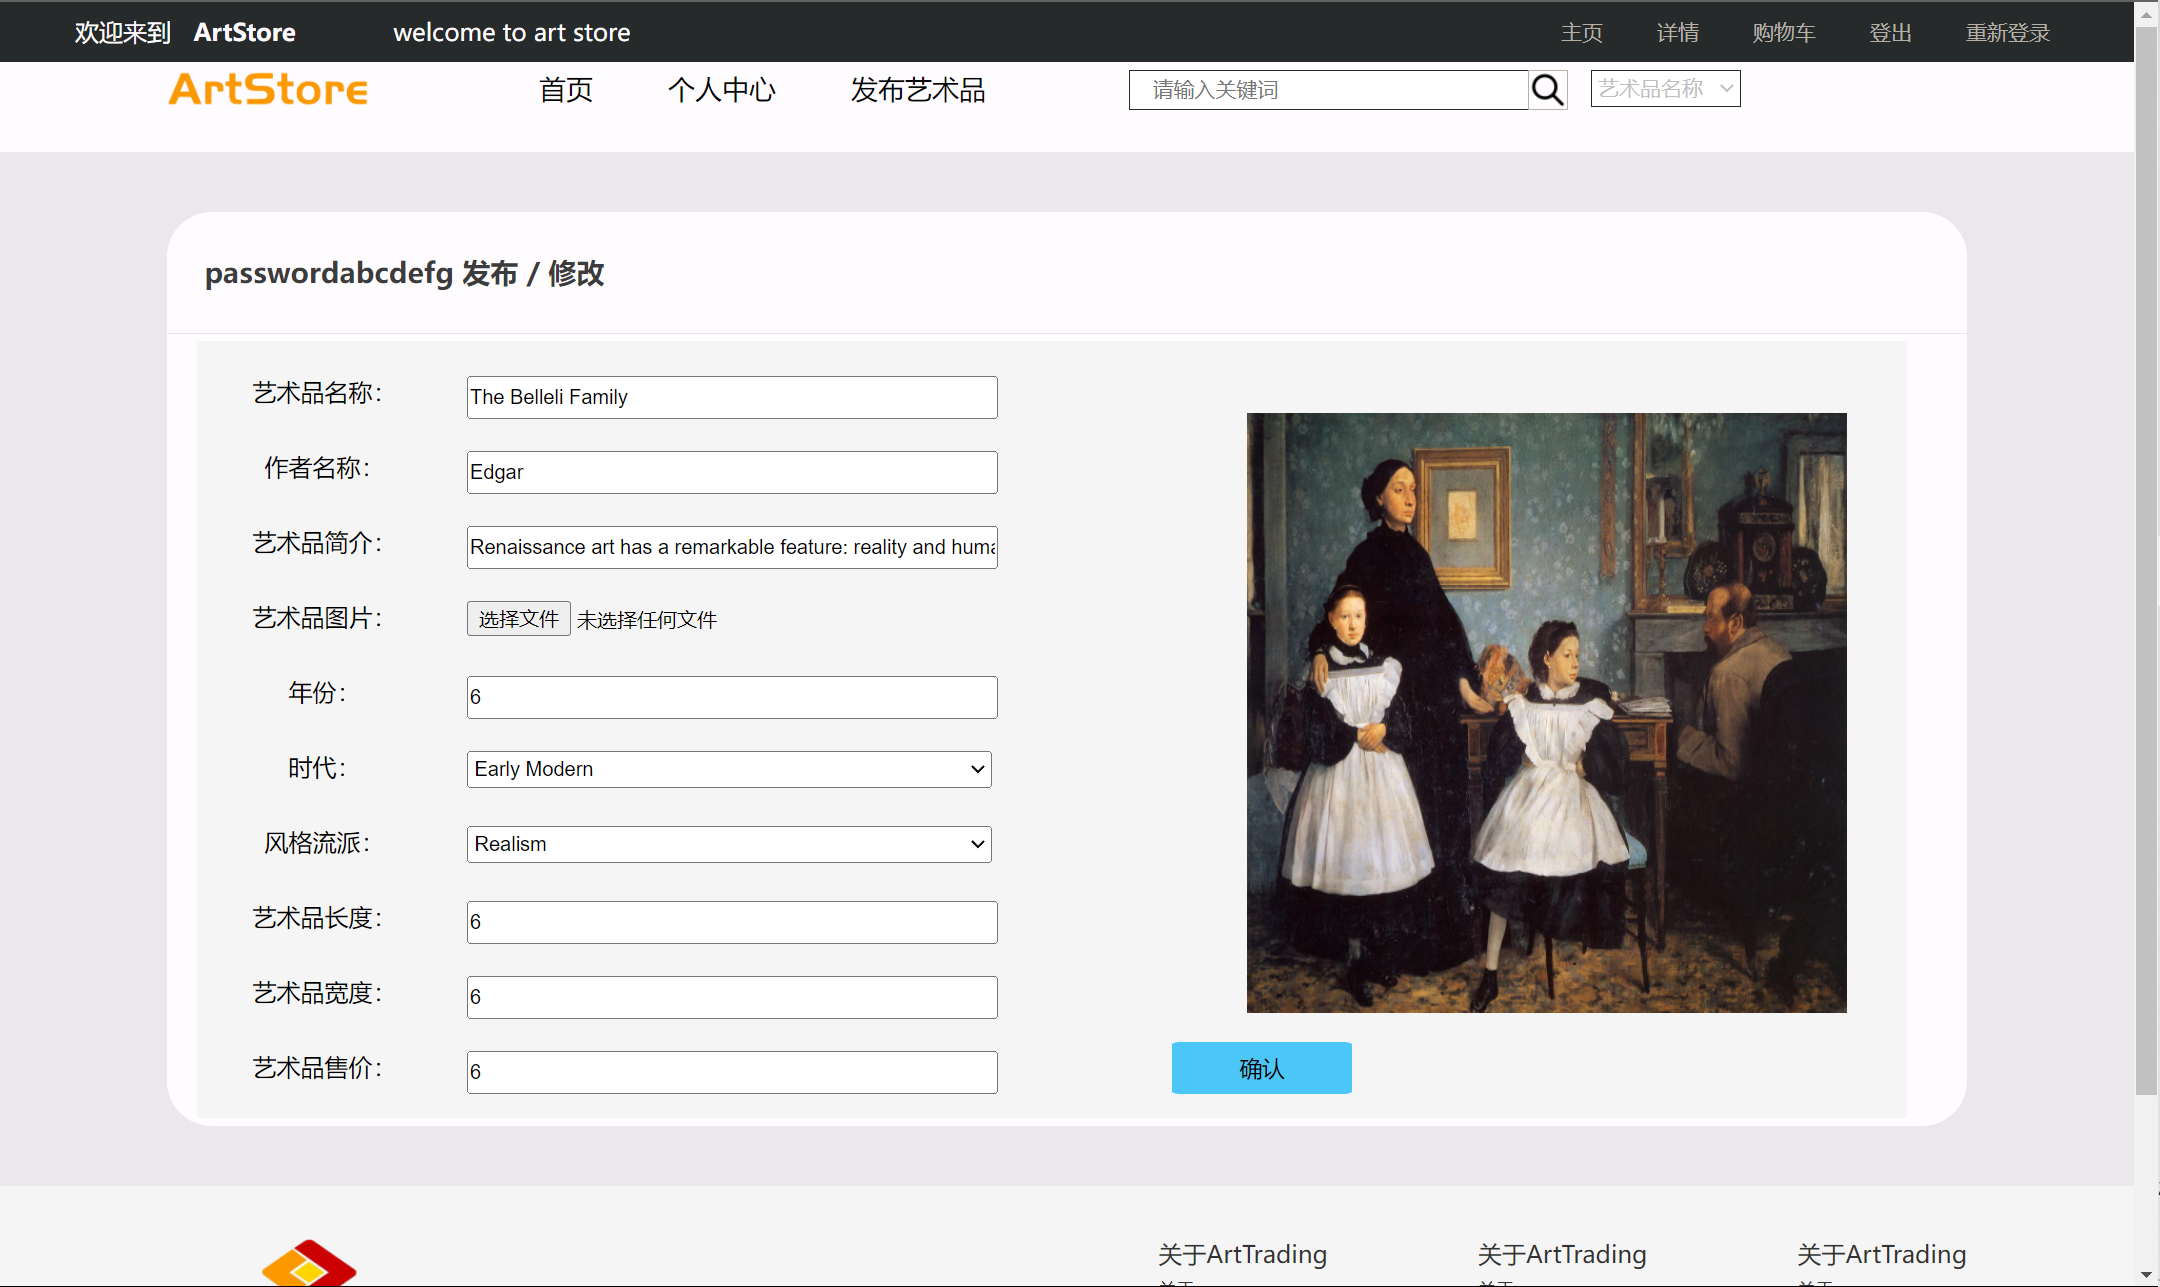 欢迎来到 ArtStore welcome to art store 主页 详情 购物车 登出 重新登录
ArtStore 首页 个人中心 发布艺术品 请输入关键词 艺术品名称
passwordabcdefg 发布 / 修改
艺术品名称： The Belleli Family
作者名称： Edgar
艺术品简介： Renaissance art has a remarkable feature: reality and huma
艺术品图片： 选择文件 未选择任何文件
年份： 6
时代： Early Modern
风格流派： Realism
艺术品长度： 6
艺术品宽度： 6
艺术品售价： 6
确认
关于ArtTrading 关于ArtTrading 关于ArtTrading